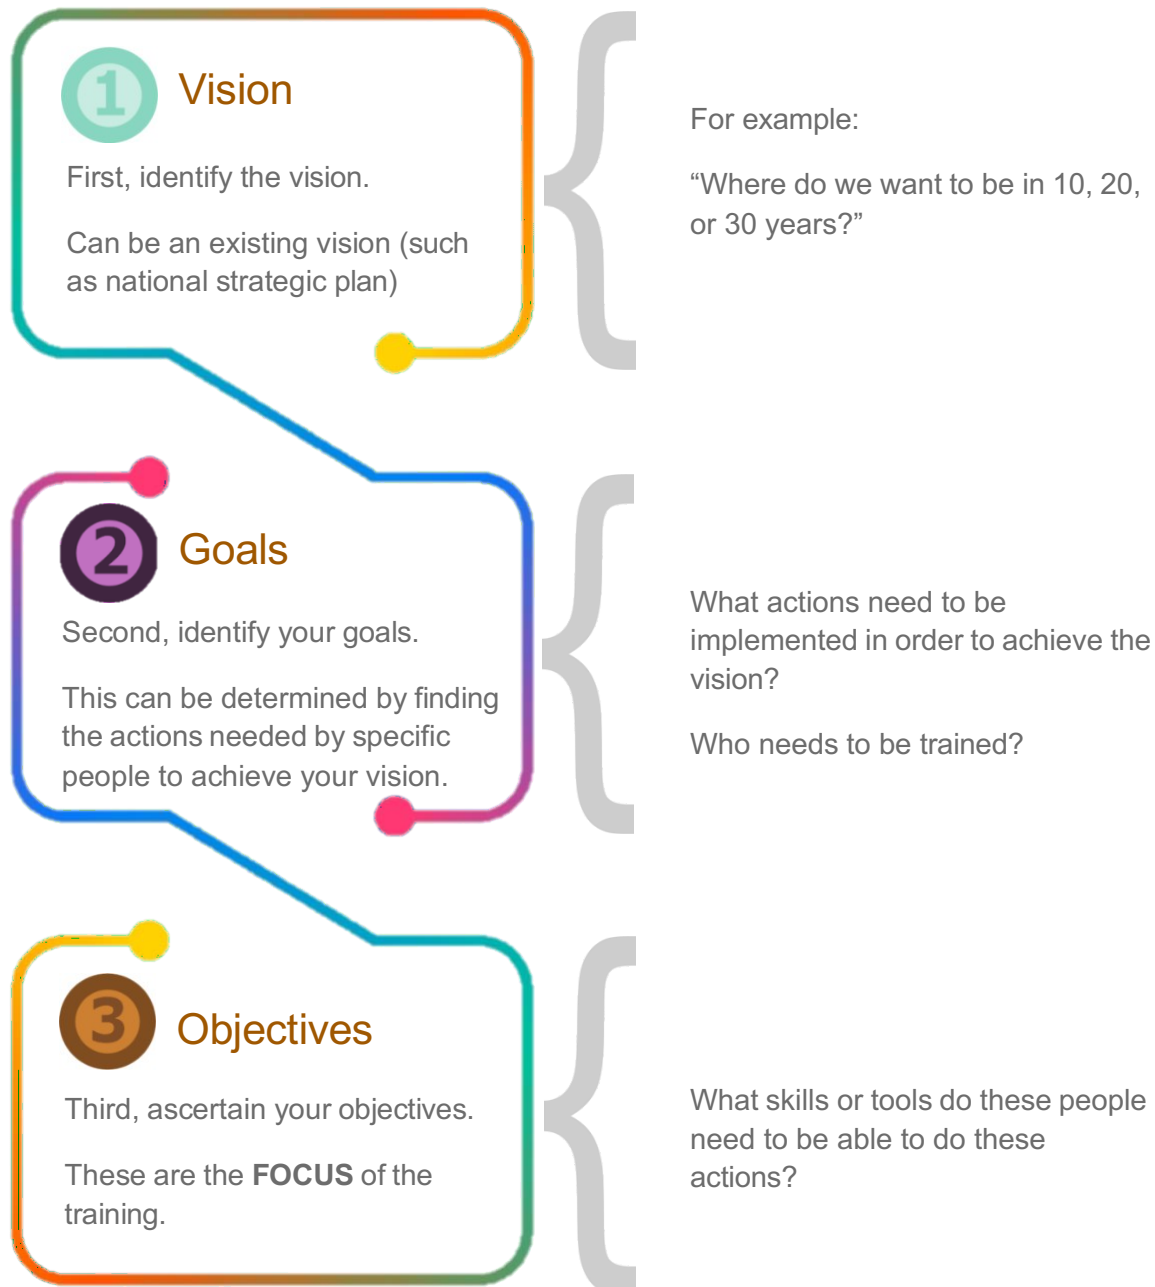 1 Vision
First, identify the vision.
Can be an existing vision (such
as national strategic plan)
For example:
“Where do we want to be in 10, 20,
or 30 years?”
2 Goals
Second, identify your goals.
This can be determined by finding
the actions needed by specific
people to achieve your vision.
What actions need to be
implemented in order to achieve the
vision?
Who needs to be trained?
3 Objectives
Third, ascertain your objectives.
These are the FOCUS of the
training.
What skills or tools do these people
need to be able to do these
actions?